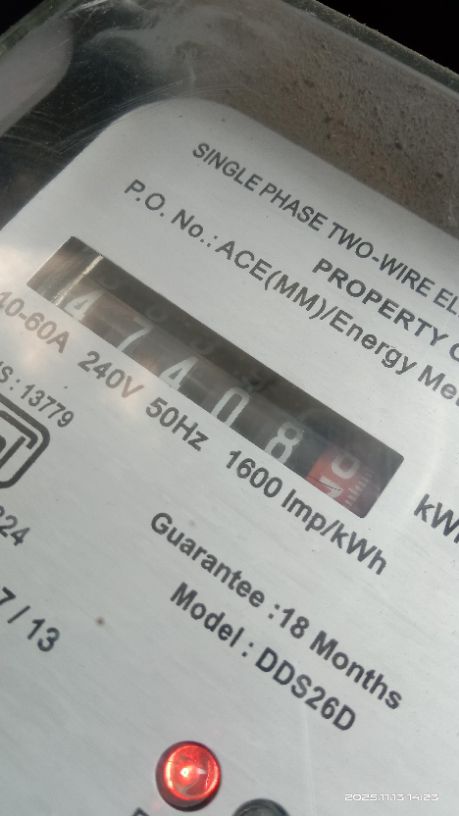 SINGLE PHASE TWO-WIRE EL
PROPERTY O
P.O. No.: ACE(MM)/Energy Me
47408
kWh
40-60A 240V 50Hz 1600 Imp/kWh
S : 13779
224
7 / 13
Guarantee :18 Months
Model : DDS26D
2025.11.13 14:23